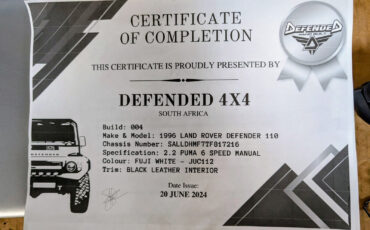 CERTIFICATE
OF COMPLETION
DEFENDED
THIS CERTIFICATE IS PROUDLY PRESENTED BY
DEFENDED 4X4
SOUTH AFRICA
Build: 004
Make & Model: 1996 LAND ROVER DEFENDER 110
Chassis Number: SALLDHMF7TF817216
Specification: 2.2 PUMA 6 SPEED MANUAL
Colour: FUJI WHITE - JUC112
Trim: BLACK LEATHER INTERIOR
Date Issue:
20 JUNE 2024